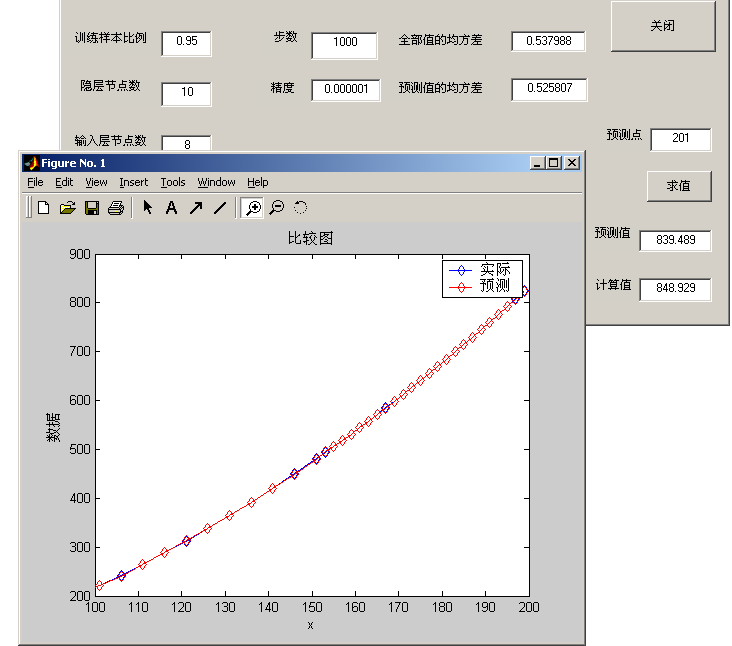 训练样本比例 0.95 步数 1000 全部值的均方差 0.537988 关闭
隐层节点数 10 精度 0.000001 预测值的均方差 0.525807
输入层节点数 8 预测点 201
求值
预测值 839.489
计算值 848.929
Figure No. 1
File Edit View Insert Tools Window Help
A
比较图
实际
预测
数据
900
800
700
600
500
400
300
200
100 110 120 130 140 150 160 170 180 190 200
x